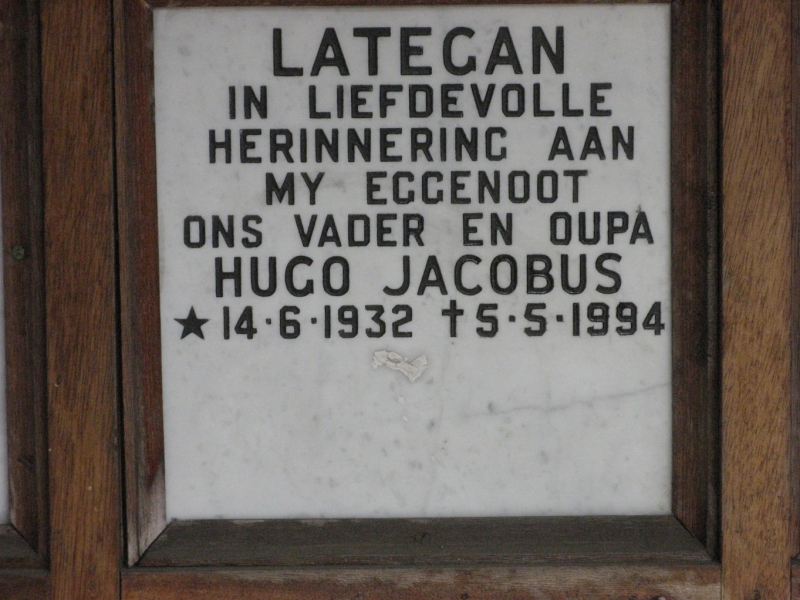 LATEGAN
IN LIEFDEVOLLE
HERINNERING AAN
MY EGGENOOT
ONS VADER EN OUPA
HUGO JACOBUS
★14·6·1932 †5·5·1994